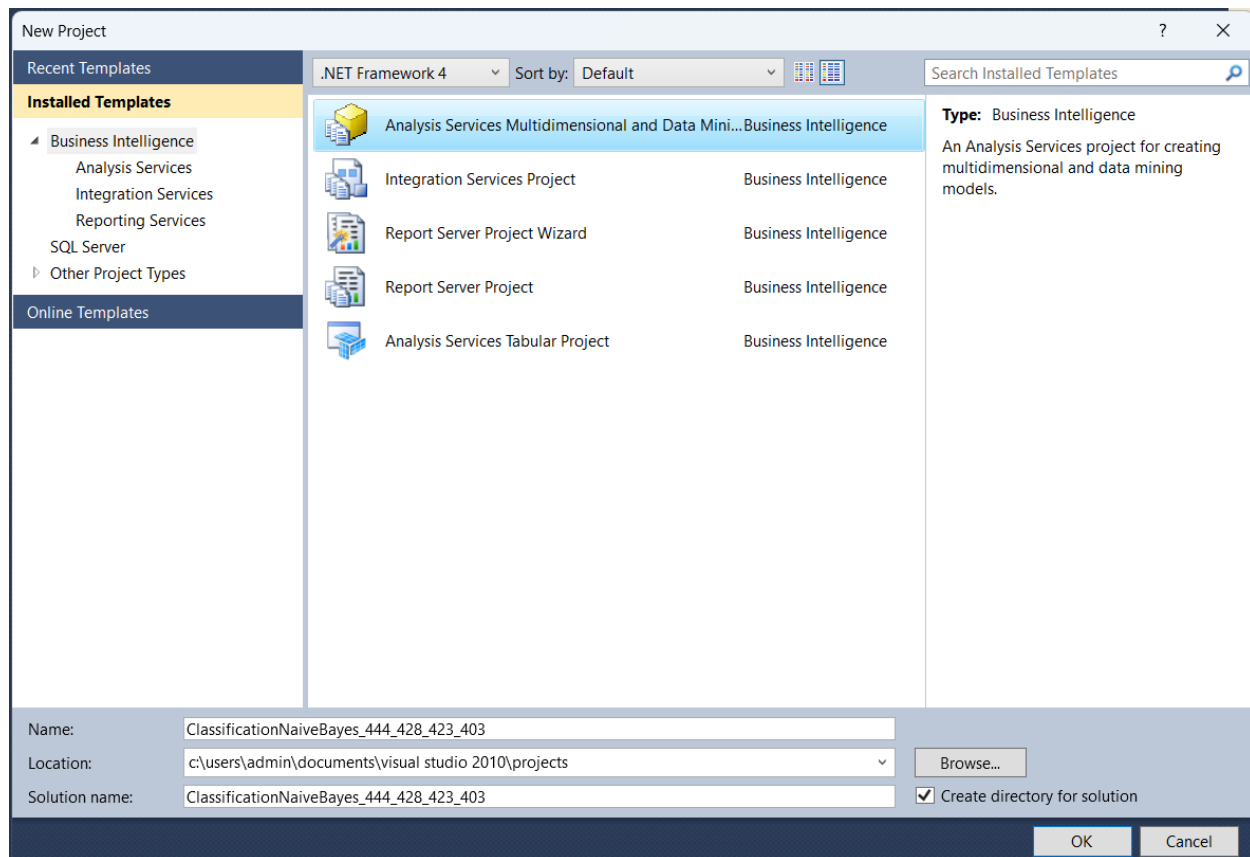 New Project
?
Recent Templates
.NET Framework 4
Sort by: Default
Search Installed Templates
Installed Templates
Business Intelligence
Analysis Services
Integration Services
Reporting Services
SQL Server
Other Project Types
Online Templates
Analysis Services Multidimensional and Data Mini... Business Intelligence
Integration Services Project Business Intelligence
Report Server Project Wizard Business Intelligence
Report Server Project Business Intelligence
Analysis Services Tabular Project Business Intelligence
Type: Business Intelligence
An Analysis Services project for creating
multidimensional and data mining
models.
Name: ClassificationNaiveBayes_444_428_423_403
Location: c:\users\admin\documents\visual studio 2010\projects
Browse...
Solution name: ClassificationNaiveBayes_444_428_423_403
Create directory for solution
OK
Cancel